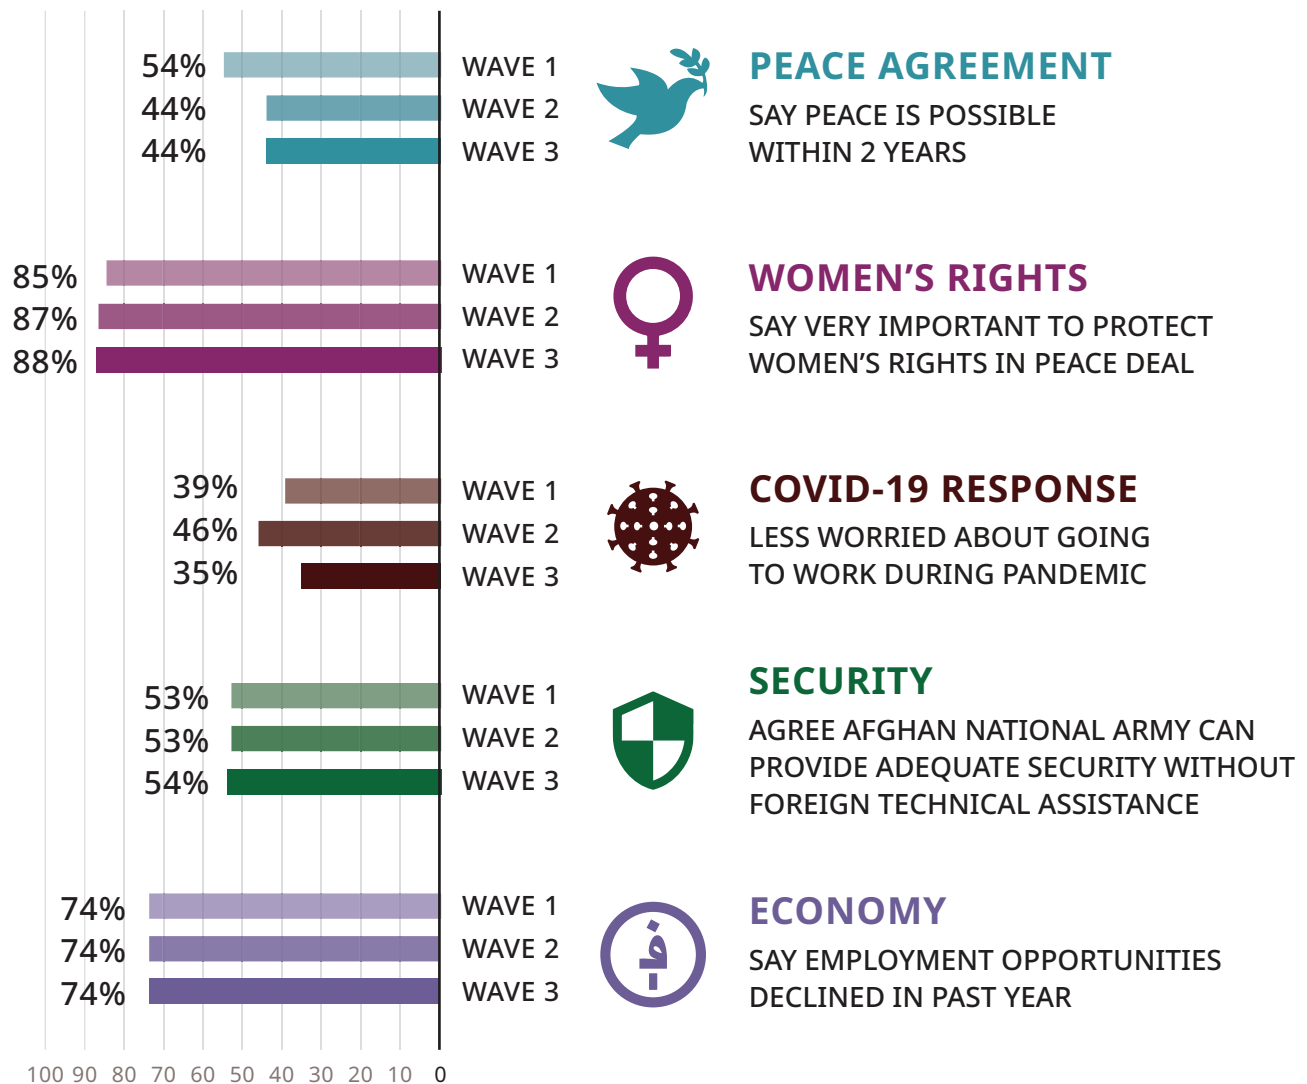 54% WAVE 1
44% WAVE 2
44% WAVE 3
PEACE AGREEMENT
SAY PEACE IS POSSIBLE
WITHIN 2 YEARS
85% WAVE 1
87% WAVE 2
88% WAVE 3
WOMEN’S RIGHTS
SAY VERY IMPORTANT TO PROTECT
WOMEN’S RIGHTS IN PEACE DEAL
39% WAVE 1
46% WAVE 2
35% WAVE 3
COVID-19 RESPONSE
LESS WORRIED ABOUT GOING
TO WORK DURING PANDEMIC
53% WAVE 1
53% WAVE 2
54% WAVE 3
SECURITY
AGREE AFGHAN NATIONAL ARMY CAN
PROVIDE ADEQUATE SECURITY WITHOUT
FOREIGN TECHNICAL ASSISTANCE
74% WAVE 1
74% WAVE 2
74% WAVE 3
ECONOMY
SAY EMPLOYMENT OPPORTUNITIES
DECLINED IN PAST YEAR
100 90 80 70 60 50 40 30 20 10 0